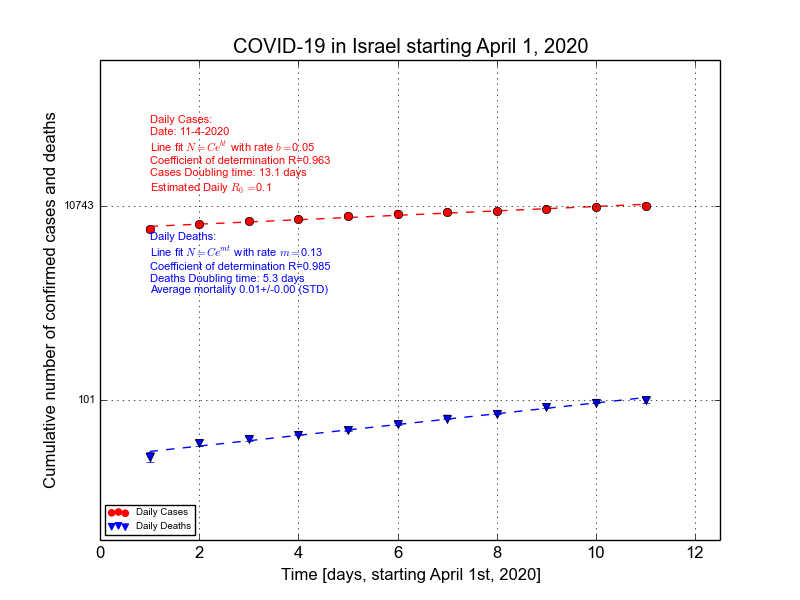 COVID-19 in Israel starting April 1, 2020
Cumulative number of confirmed cases and deaths
Daily Cases:
Date: 11-4-2020
Line fit N=Ce^{bt} with rate b=0.05
Coefficient of determination R=0.963
Cases Doubling time: 13.1 days
Estimated Daily R_0=0.1
10743
Daily Deaths:
Line fit N=Ce^{mt} with rate m=0.13
Coefficient of determination R=0.985
Deaths Doubling time: 5.3 days
Average mortality 0.01+/-0.00 (STD)
101
Daily Cases
Daily Deaths
0 2 4 6 8 10 12
Time [days, starting April 1st, 2020]